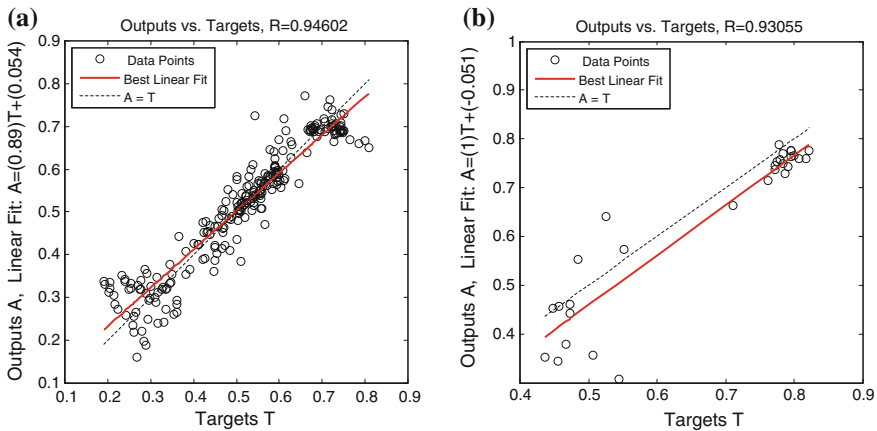 (a)
Outputs vs. Targets, R=0.94602
Outputs A, Linear Fit: A=(0.89)T+(0.054)
0.9
0.8
0.7
0.6
0.5
0.4
0.3
0.2
0.1
Data Points
Best Linear Fit
A = T
0.1 0.2 0.3 0.4 0.5 0.6 0.7 0.8 0.9
Targets T
(b)
Outputs vs. Targets, R=0.93055
Outputs A, Linear Fit: A=(1)T+(-0.051)
1
0.9
0.8
0.7
0.6
0.5
0.4
Data Points
Best Linear Fit
A = T
0.4 0.5 0.6 0.7 0.8 0.9
Targets T